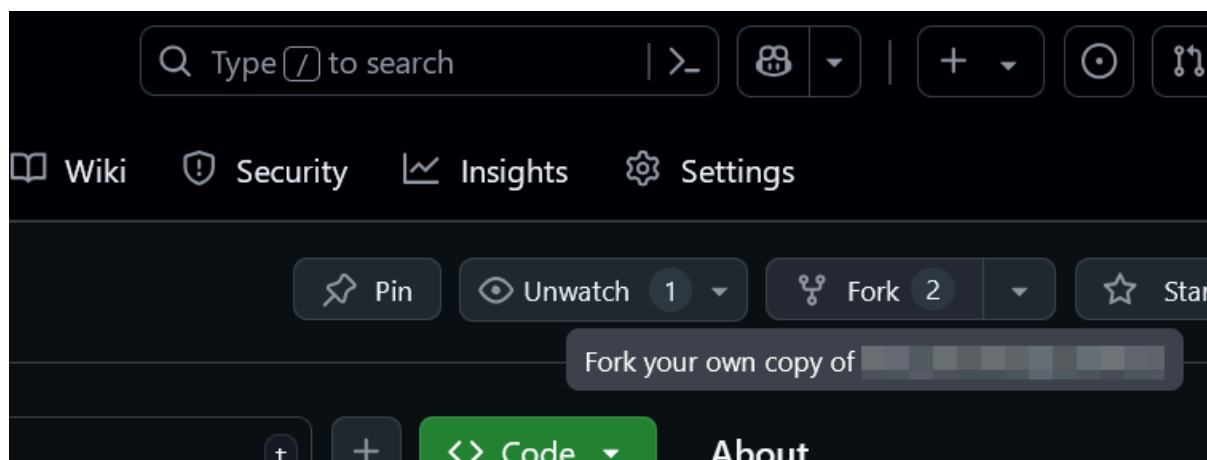 Type / to search
Wiki Security Insights Settings
Pin Unwatch 1 Fork 2
Fork your own copy of
t Code About